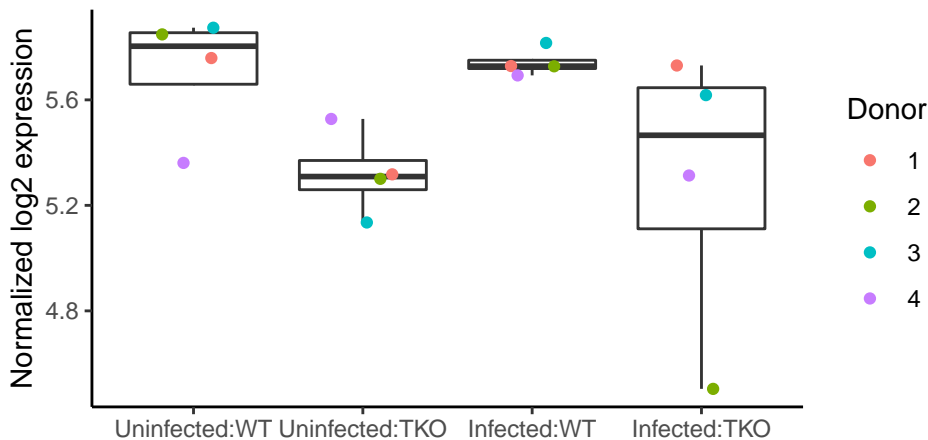 Normalized log2 expression
5.6
5.2
4.8
Uninfected:WT Uninfected:TKO Infected:WT Infected:TKO
Donor
1
2
3
4